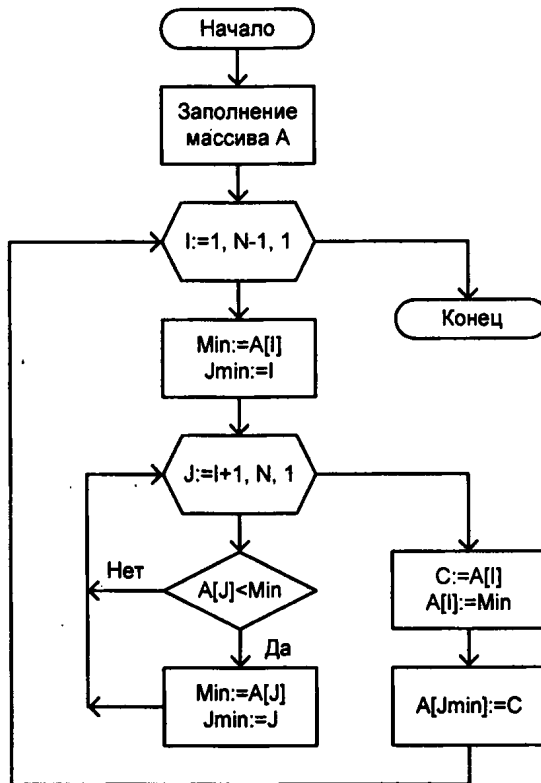 Начало
Заполнение
массива А
I:=1, N-1, 1
Конец
Min:=A[I]
Jmin:=I
J:=I+1, N, 1
Нет
A[J]<Min
C:=A[I]
A[I]:=Min
Да
Min:=A[J]
Jmin:=J
A[Jmin]:=C